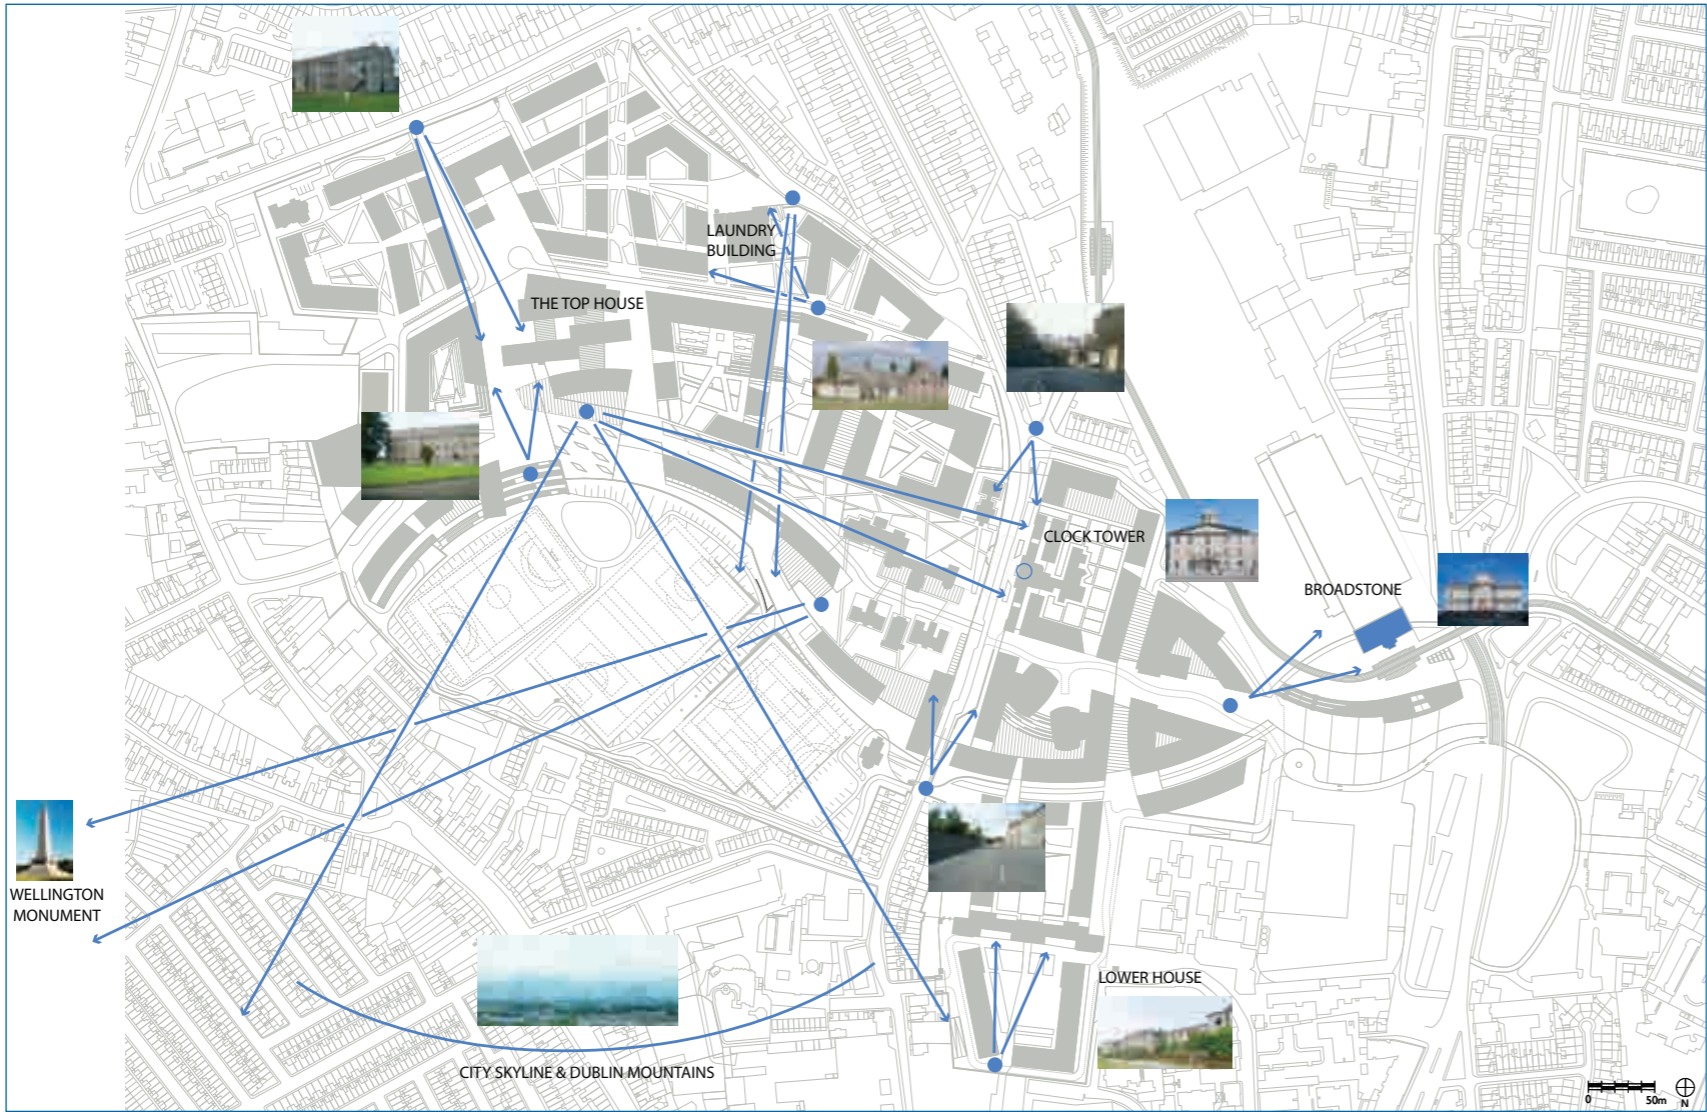 LAUNDRY
BUILDING
THE TOP HOUSE
CLOCK TOWER
BROADSTONE
WELLINGTON
MONUMENT
LOWER HOUSE
CITY SKYLINE & DUBLIN MOUNTAINS
0 50m N